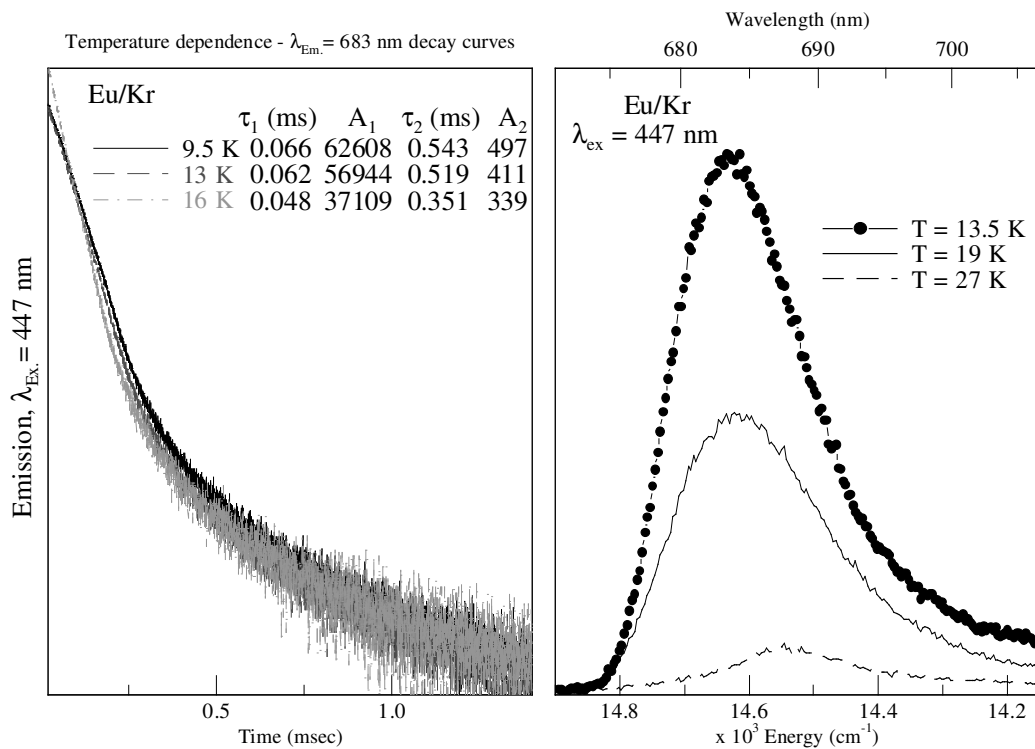 Temperature dependence - λEm.= 683 nm decay curves
Eu/Kr
τ1 (ms) A1 τ2 (ms) A2
9.5 K 0.066 62608 0.543 497
13 K 0.062 56944 0.519 411
16 K 0.048 37109 0.351 339
Emission, λEx.= 447 nm
0.5 1.0
Time (msec)
Wavelength (nm)
680 690 700
Eu/Kr
λex = 447 nm
T = 13.5 K
T = 19 K
T = 27 K
14.8 14.6 14.4 14.2
x 10³ Energy (cm⁻¹)